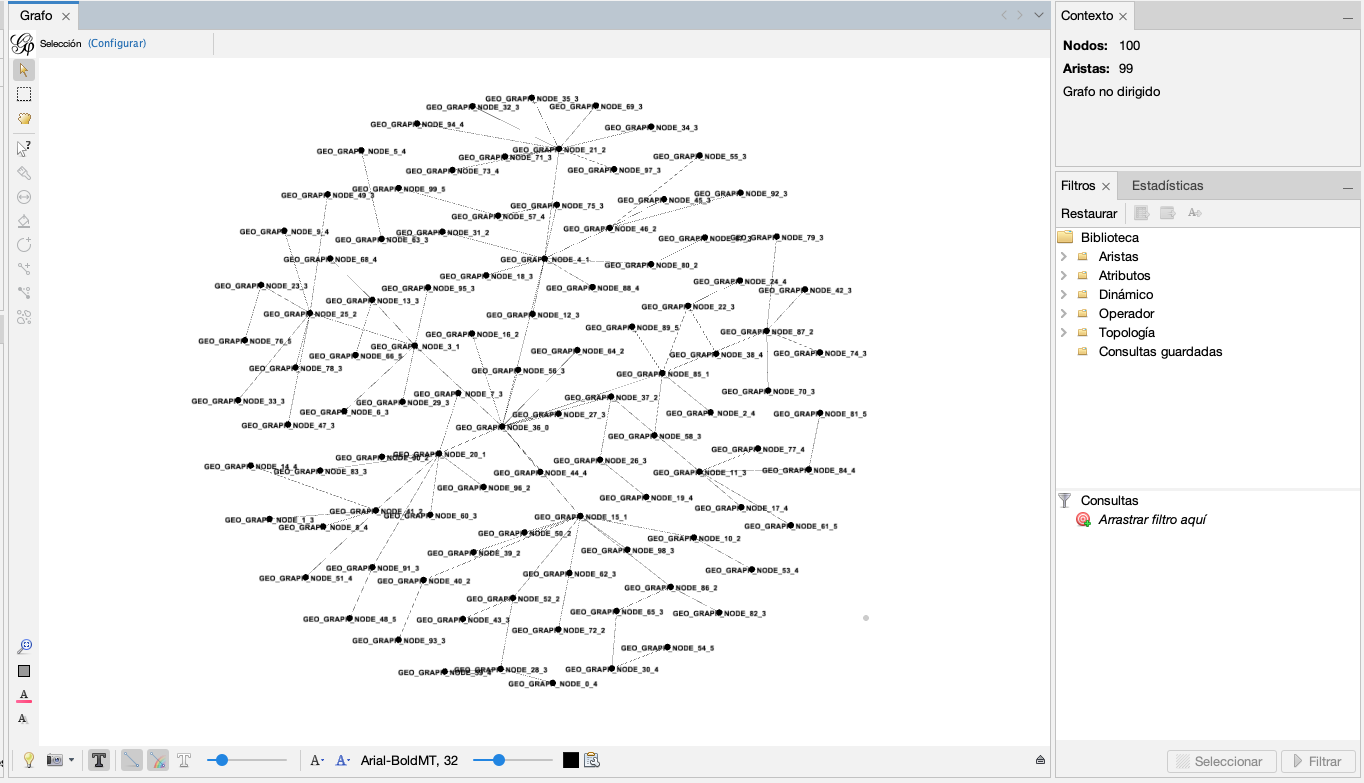 Grafo
Selección (Configurar)
GEO_GRAPH_NODE_35_3
GEO_GRAPH_NODE_32_3
GEO_GRAPH_NODE_69_3
GEO_GRAPH_NODE_94_4
GEO_GRAPH_NODE_34_3
GEO_GRAPH_NODE_5_4
GEO_GRAPH_NODE_21_2
GEO_GRAPH_NODE_71_3
GEO_GRAPH_NODE_55_3
GEO_GRAPH_NODE_73_4
GEO_GRAPH_NODE_97_3
GEO_GRAPH_NODE_99_5
GEO_GRAPH_NODE_49_3
GEO_GRAPH_NODE_92_3
GEO_GRAPH_NODE_45_3
GEO_GRAPH_NODE_75_3
GEO_GRAPH_NODE_57_4
GEO_GRAPH_NODE_46_2
GEO_GRAPH_NODE_9_4
GEO_GRAPH_NODE_31_2
GEO_GRAPH_NODE_63_3
GEO_GRAPH_NODE_79_3
GEO_GRAPH_NODE_68_4
GEO_GRAPH_NODE_4_1
GEO_GRAPH_NODE_80_2
GEO_GRAPH_NODE_18_3
GEO_GRAPH_NODE_24_4
GEO_GRAPH_NODE_23_3
GEO_GRAPH_NODE_95_3
GEO_GRAPH_NODE_88_4
GEO_GRAPH_NODE_42_3
GEO_GRAPH_NODE_13_3
GEO_GRAPH_NODE_22_3
GEO_GRAPH_NODE_25_2
GEO_GRAPH_NODE_12_3
GEO_GRAPH_NODE_89_5
GEO_GRAPH_NODE_87_2
GEO_GRAPH_NODE_16_2
GEO_GRAPH_NODE_76_5
GEO_GRAPH_NODE_3_1
GEO_GRAPH_NODE_64_2
GEO_GRAPH_NODE_66_5
GEO_GRAPH_NODE_38_4
GEO_GRAPH_NODE_74_3
GEO_GRAPH_NODE_78_3
GEO_GRAPH_NODE_56_3
GEO_GRAPH_NODE_85_1
GEO_GRAPH_NODE_70_3
GEO_GRAPH_NODE_7_3
GEO_GRAPH_NODE_37_2
GEO_GRAPH_NODE_33_3
GEO_GRAPH_NODE_29_3
GEO_GRAPH_NODE_6_3
GEO_GRAPH_NODE_27_3
GEO_GRAPH_NODE_2_4
GEO_GRAPH_NODE_81_5
GEO_GRAPH_NODE_47_3
GEO_GRAPH_NODE_36_0
GEO_GRAPH_NODE_58_3
GEO_GRAPH_NODE_77_4
GEO_GRAPH_NODE_20_1
GEO_GRAPH_NODE_26_3
GEO_GRAPH_NODE_14_4
GEO_GRAPH_NODE_83_3
GEO_GRAPH_NODE_44_4
GEO_GRAPH_NODE_11_3
GEO_GRAPH_NODE_84_4
GEO_GRAPH_NODE_96_2
GEO_GRAPH_NODE_19_4
GEO_GRAPH_NODE_17_4
GEO_GRAPH_NODE_60_3
GEO_GRAPH_NODE_15_1
GEO_GRAPH_NODE_1_3
GEO_GRAPH_NODE_8_4
GEO_GRAPH_NODE_61_5
GEO_GRAPH_NODE_50_2
GEO_GRAPH_NODE_10_2
GEO_GRAPH_NODE_39_2
GEO_GRAPH_NODE_98_3
GEO_GRAPH_NODE_91_3
GEO_GRAPH_NODE_53_4
GEO_GRAPH_NODE_62_3
GEO_GRAPH_NODE_51_4
GEO_GRAPH_NODE_40_2
GEO_GRAPH_NODE_86_2
GEO_GRAPH_NODE_52_2
GEO_GRAPH_NODE_65_3
GEO_GRAPH_NODE_82_3
GEO_GRAPH_NODE_48_5
GEO_GRAPH_NODE_43_3
GEO_GRAPH_NODE_72_2
GEO_GRAPH_NODE_93_3
GEO_GRAPH_NODE_54_5
GEO_GRAPH_NODE_28_3
GEO_GRAPH_NODE_30_4
GEO_GRAPH_NODE_0_4
Arial-BoldMT, 32
Contexto
Nodos: 100
Aristas: 99
Grafo no dirigido
Filtros Estadísticas
Restaurar
Biblioteca
Aristas
Atributos
Dinámico
Operador
Topología
Consultas guardadas
Consultas
Arrastrar filtro aquí
Seleccionar Filtrar